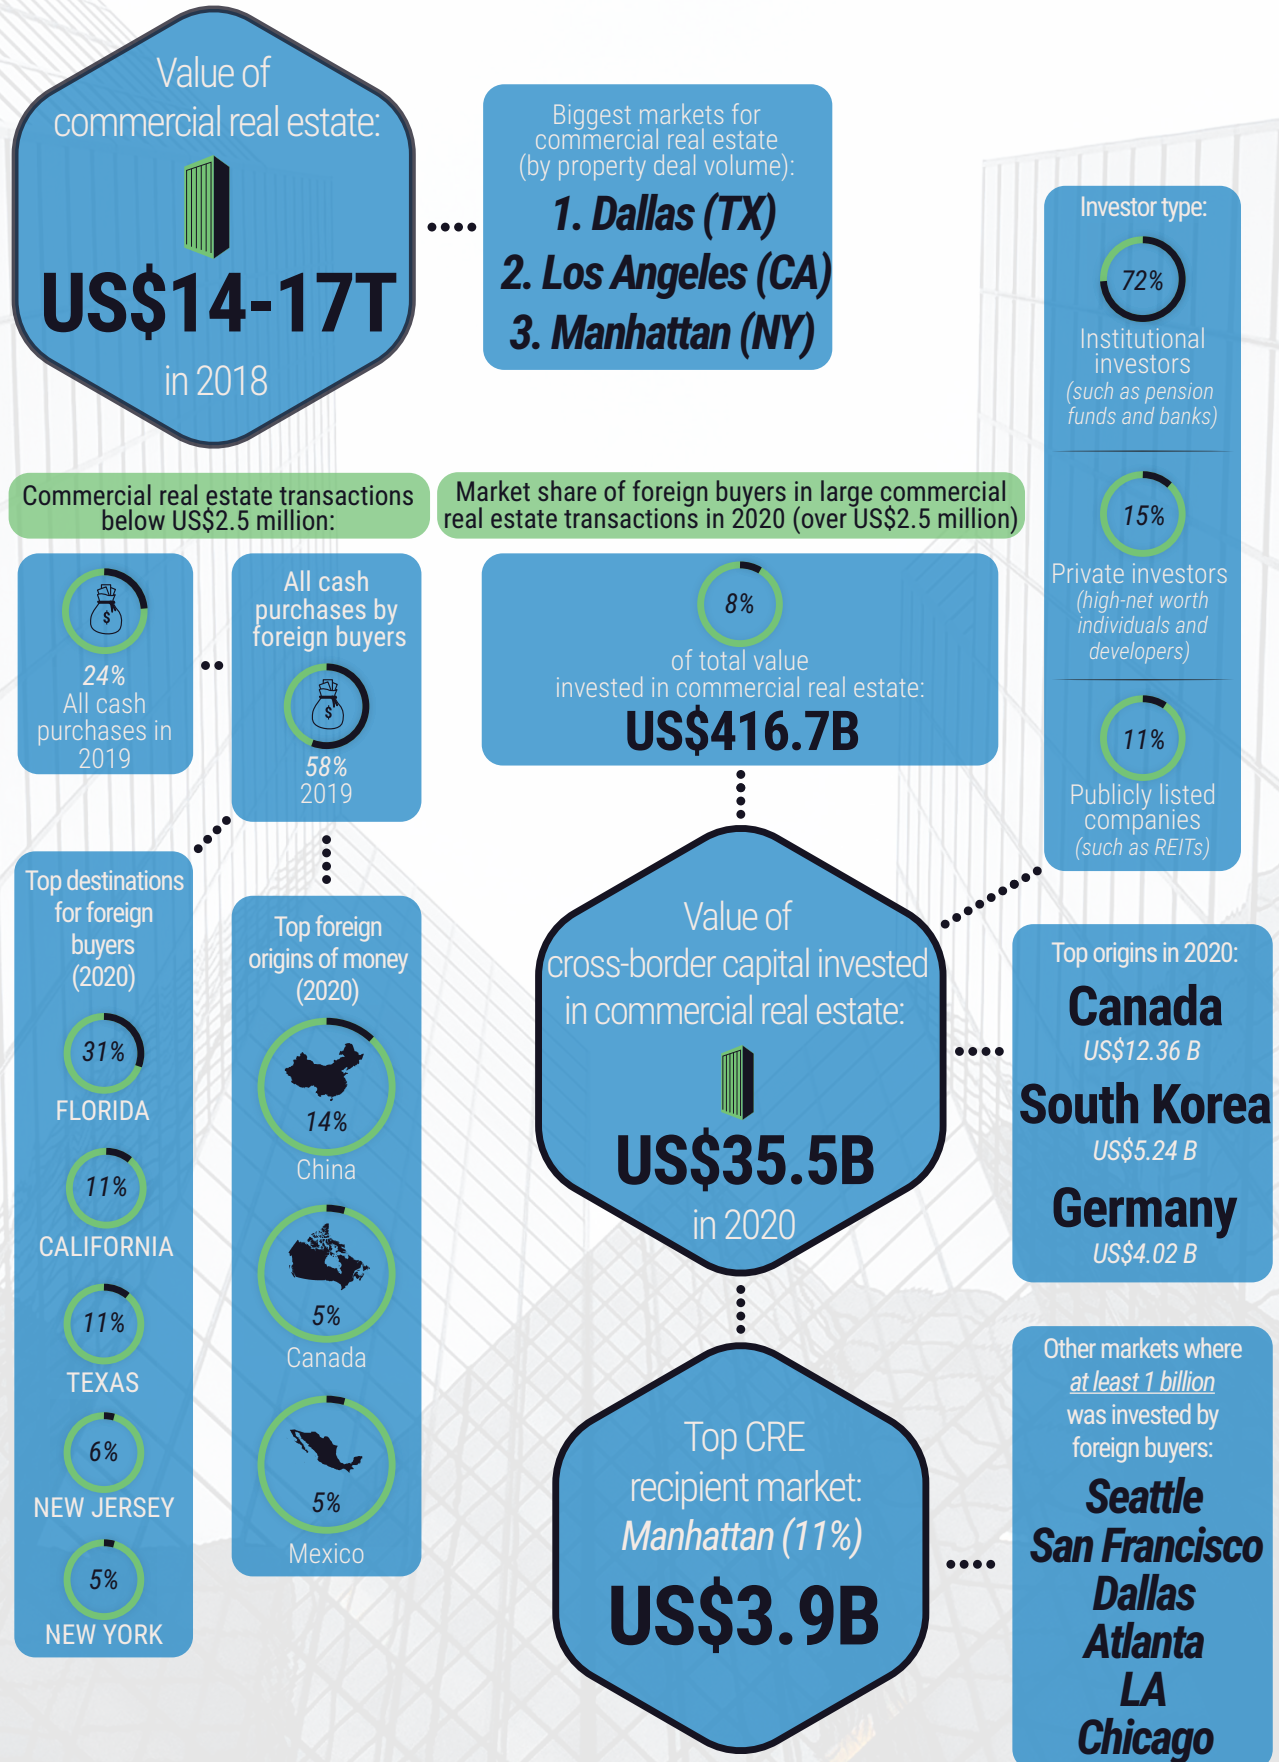 Value of
commercial real estate:
US$14-17T
in 2018
Biggest markets for
commercial real estate
(by property deal volume):
1. Dallas (TX)
2. Los Angeles (CA)
3. Manhattan (NY)
Investor type:
72%
Institutional
investors
(such as pension
funds and banks)
15%
Private investors
(high-net worth
individuals and
developers)
11%
Publicly listed
companies
(such as REITs)
Commercial real estate transactions
below US$2.5 million:
Market share of foreign buyers in large commercial
real estate transactions in 2020 (over US$2.5 million)
$
24%
All cash
purchases in
2019
All cash
purchases by
foreign buyers
$
58%
2019
8%
of total value
invested in commercial real estate:
US$416.7B
Top destinations
for foreign
buyers
(2020)
31%
FLORIDA
11%
CALIFORNIA
11%
TEXAS
6%
NEW JERSEY
5%
NEW YORK
Top foreign
origins of money
(2020)
14%
China
5%
Canada
5%
Mexico
Value of
cross-border capital invested
in commercial real estate:
US$35.5B
in 2020
Top origins in 2020:
Canada
US$12.36 B
South Korea
US$5.24 B
Germany
US$4.02 B
Top CRE
recipient market:
Manhattan (11%)
US$3.9B
Other markets where
at least 1 billion
was invested by
foreign buyers:
Seattle
San Francisco
Dallas
Atlanta
LA
Chicago